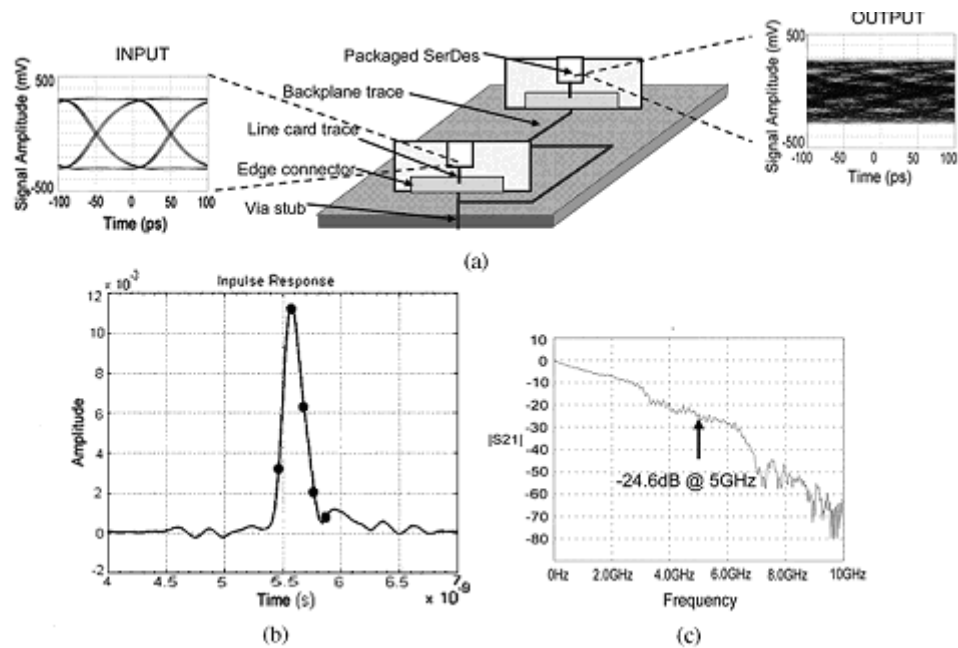 INPUT
500
-500
Signal Amplitude (mV)
-100 -50 0 50 100
Time (ps)
Packaged SerDes
Backplane trace
Line card trace
Edge connector
Via stub
OUTPUT
500
-500
Signal Amplitude (mV)
-100 -50 0 50 100
Time (ps)
(a)
x 10⁻²
Inpulse Response
12
10
8
6
4
2
0
-2
Amplitude
4 4.5 5 5.5 6 6.5 7
Time (s)
x 10⁻⁹
(b)
10
0
-10
-20
-30
-40
-50
-60
-70
-80
|S21|
-24.6dB @ 5GHz
0Hz 2.0GHz 4.0GHz 6.0GHz 8.0GHz 10GHz
Frequency
(c)